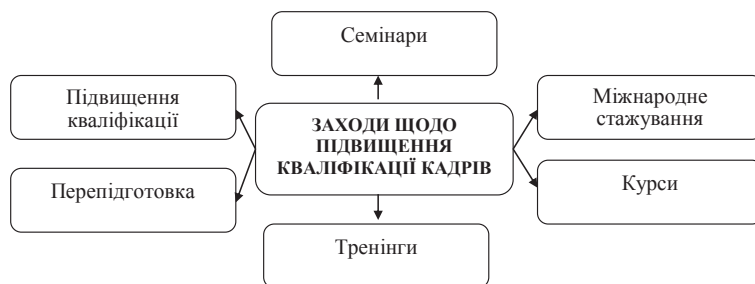 Семінари
Підвищення
кваліфікації
ЗАХОДИ ЩОДО
ПІДВИЩЕННЯ
КВАЛІФІКАЦІЇ КАДРІВ
Міжнародне
стажування
Перепідготовка
Курси
Тренінги